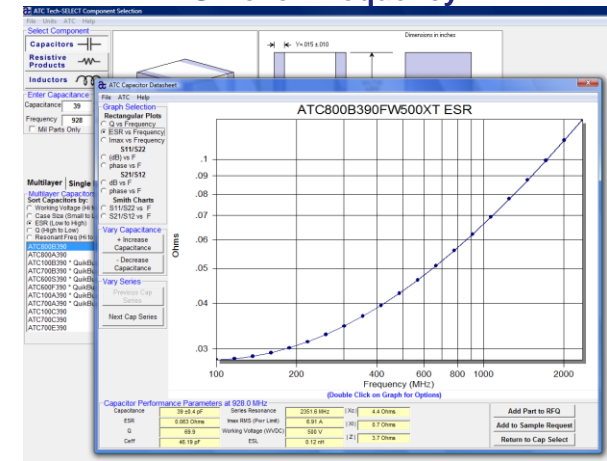 ATC Tech-SELECT Component Selection
File Units ATC Help
Select Component
Capacitors
Resistive
Products
Inductors
Y=.015 ±.010
Dimensions in inches
Enter Capacitance
Capacitance 39
Frequency 928
Mil Parts Only
Multilayer Single
Multilayer Capacitors
Sort Capacitors by:
Working Voltage (Hi t
Case Size (Small to L
ESR (Low to High)
Q (High to Low)
Resonant Freq (Hi to
ATC800B390
ATC800A390
ATC100B390 * QuikBu
ATC700B390 * QuikBu
ATC600S390 * QuikBu
ATC600F390 * QuikBu
ATC100A390 * QuikBu
ATC700A390 * QuikBu
ATC100C390
ATC700C390
ATC700E390
ATC Capacitor Datasheet
File ATC Help
Graph Selection
Rectangular Plots
Q vs Frequency
ESR vs Frequency
Imax vs Frequency
S11/S22
(dB) vs F
phase vs F
S21/S12
dB vs F
phase vs F
Smith Charts
S11/S22 vs F
S21/S12 vs F
Vary Capacitance
+ Increase
Capacitance
- Decrease
Capacitance
Vary Series
Previous Cap
Series
Next Cap Series
ATC800B390FW500XT ESR
Ohms
.1
.09
.08
.07
.06
.05
.04
.03
100 200 400 600 800 1000 2000
Frequency (MHz)
(Double Click on Graph for Options)
Capacitor Performance Parameters at 928.0 MHz
Capacitance 39 ±0.4 pF Series Resonance 2351.6 MHz |Xc| 4.4 Ohms
ESR 0.063 Ohms Imax RMS (Pwr Limit) 6.91 A |Xl| 0.7 Ohms
Q 69.9 Working Voltage (WVDC) 500 V
Ceff 46.19 pF ESL 0.12 nH |Z| 3.7 Ohms
Add Part to RFQ
Add to Sample Request
Return to Cap Select